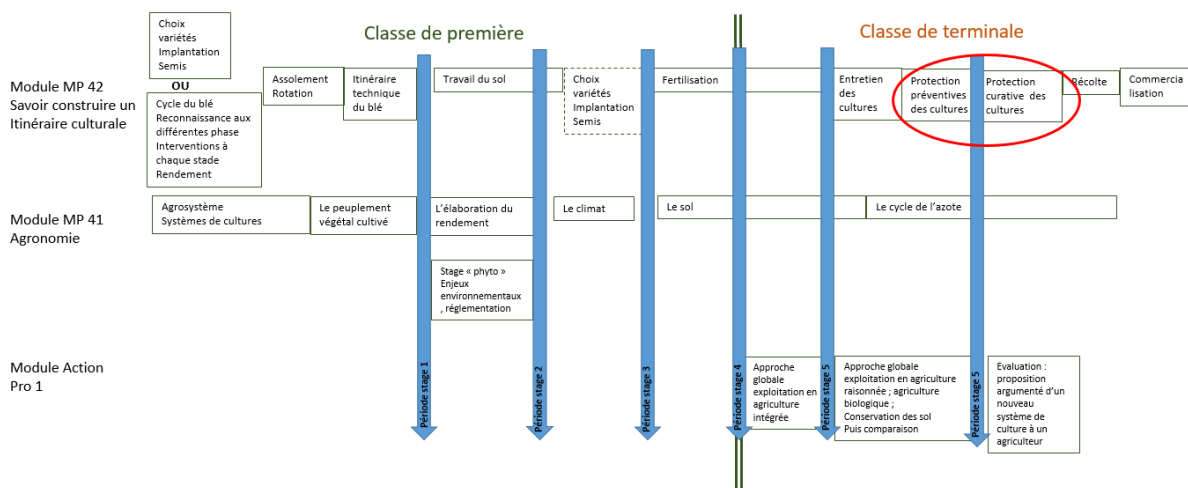 Classe de première
Classe de terminale
Module MP 42
Savoir construire un
Itinéraire culturale
Choix
variétés
Implantation
Semis
OU
Cycle du blé
Reconnaissance aux
différentes phase
Interventions à
chaque stade
Rendement
Assolement
Rotation
Itinéraire
technique
du blé
Travail du sol
Choix
variétés
Implantation
Semis
Fertilisation
Entretien
des
cultures
Protection
préventives
des cultures
Protection
curative des
cultures
Récolte
Commercia
lisation
Module MP 41
Agronomie
Agrosystème
Systèmes de cultures
Le peuplement
végétal cultivé
L'élaboration du
rendement
Le climat
Le sol
Le cycle de l'azote
Stage « phyto »
Enjeux
environnementaux
, réglementation
Module Action
Pro 1
Période stage 1
Période stage 2
Période stage 3
Période stage 4
Approche
globale
exploitation en
agriculture
intégrée
Période stage 5
Approche globale
exploitation en agriculture
raisonnée ; agriculture
biologique ;
Conservation des sol
Puis comparaison
Période stage 5
Evaluation :
proposition
argumenté d'un
nouveau
système de
culture à un
agriculteur